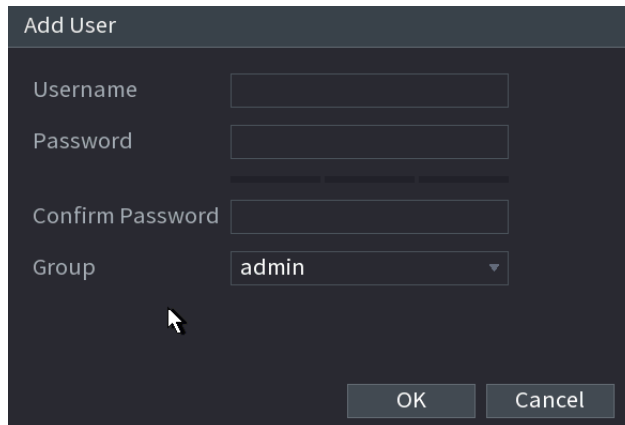 Add User
Username
Password
Confirm Password
Group admin
OK Cancel